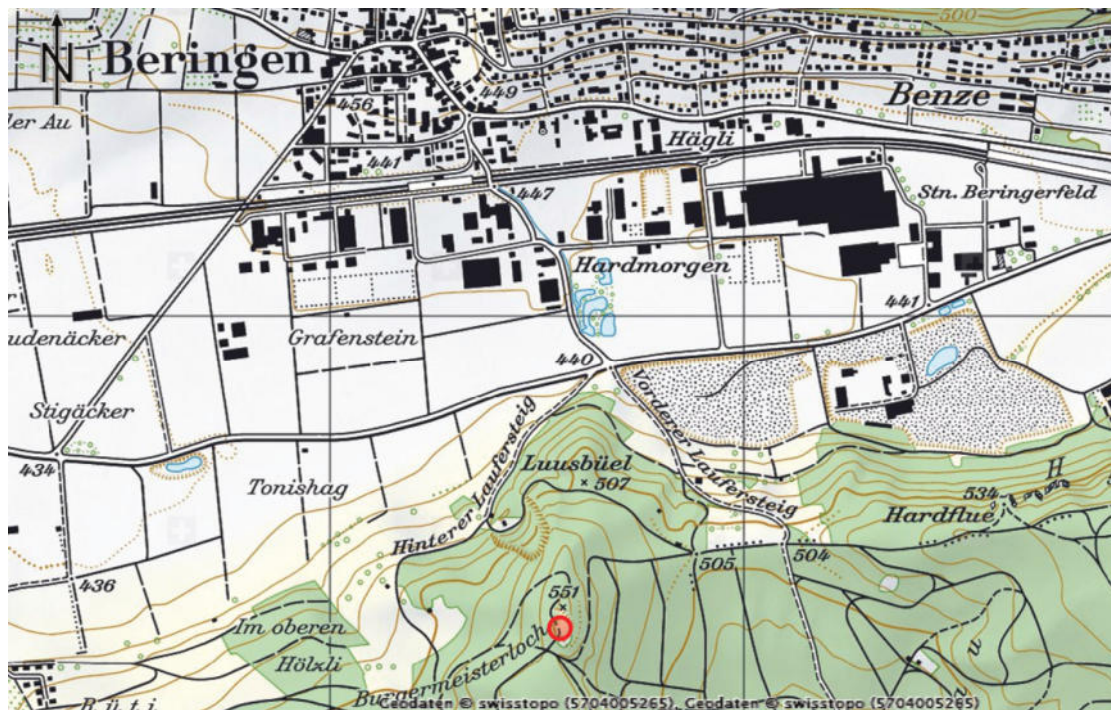 500
N
Beringen
449
456
Benze
ler Au
Hägli
441
447
Stn. Beringerfeld
Hardmorgen
441
udenäcker
Grafenstein
440
Stigäcker
Vorderer Laufersteig
Hinterer Laufersteig
434
Luusbüel
507
H
534
Tonishag
Hardflue
504
505
436
551
Im oberen
Hölzli
Burgermeisterloch
u
Rüti
Geodaten © swisstopo (5704005265), Geodaten © swisstopo (5704005265)